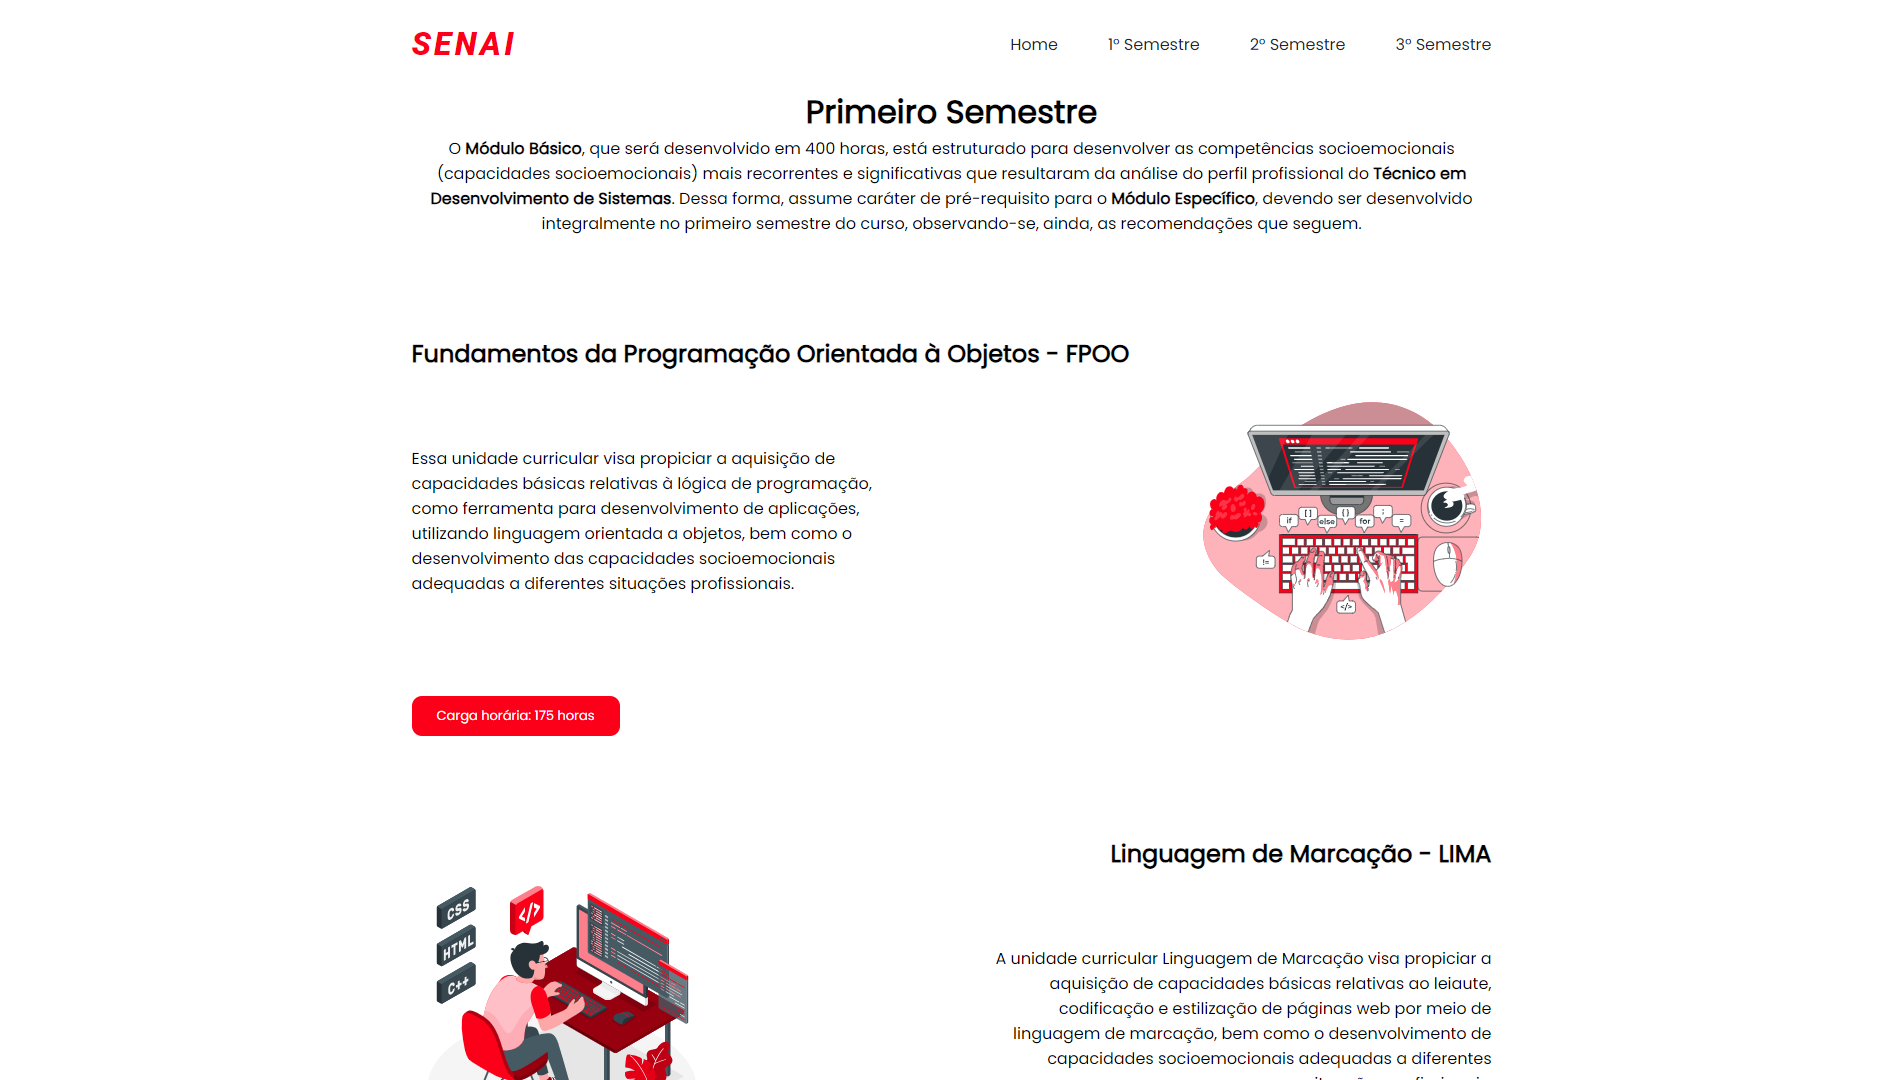 SENAI
Home 1º Semestre 2º Semestre 3º Semestre
Primeiro Semestre
O Módulo Básico, que será desenvolvido em 400 horas, está estruturado para desenvolver as competências socioemocionais
(capacidades socioemocionais) mais recorrentes e significativas que resultaram da análise do perfil profissional do Técnico em
Desenvolvimento de Sistemas. Dessa forma, assume caráter de pré-requisito para o Módulo Específico, devendo ser desenvolvido
integralmente no primeiro semestre do curso, observando-se, ainda, as recomendações que seguem.
Fundamentos da Programação Orientada à Objetos - FPOO
Essa unidade curricular visa propiciar a aquisição de
capacidades básicas relativas à lógica de programação,
como ferramenta para desenvolvimento de aplicações,
utilizando linguagem orientada a objetos, bem como o
desenvolvimento das capacidades socioemocionais
adequadas a diferentes situações profissionais.
if [ ] else { } for ; =
!=
</>
Carga horária: 175 horas
Linguagem de Marcação - LIMA
CSS
</>
HTML
C++
A unidade curricular Linguagem de Marcação visa propiciar a
aquisição de capacidades básicas relativas ao leiaute,
codificação e estilização de páginas web por meio de
linguagem de marcação, bem como o desenvolvimento de
capacidades socioemocionais adequadas a diferentes